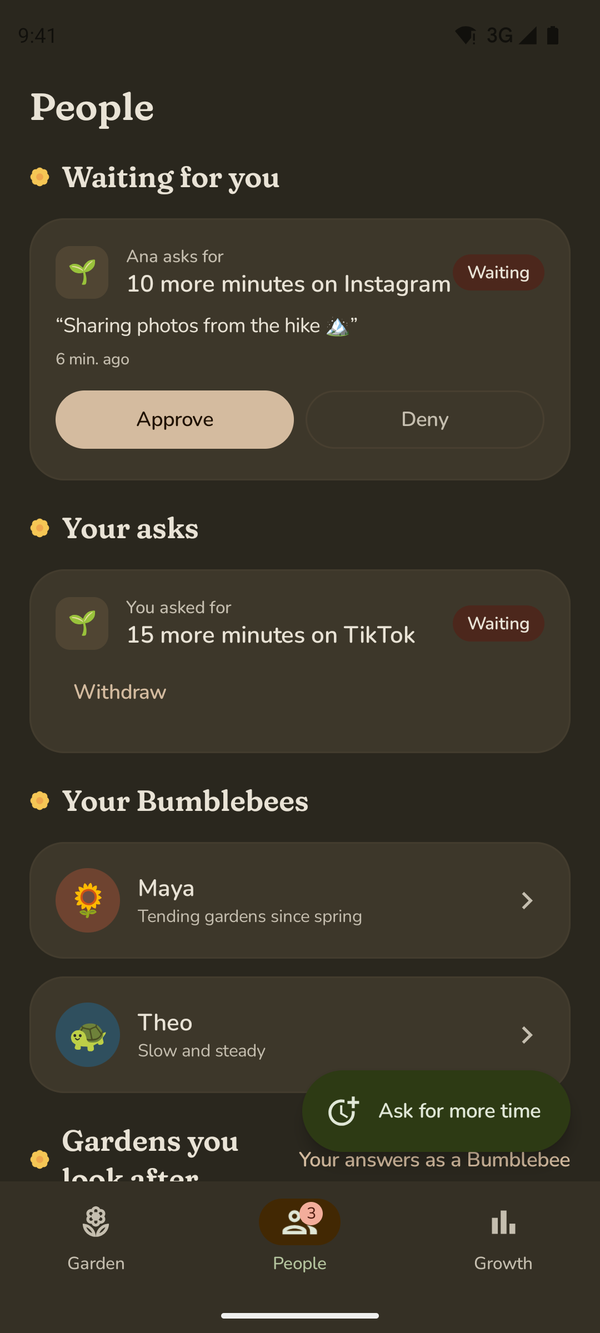 9:41
3G
People
Waiting for you
Ana asks for
10 more minutes on Instagram
Waiting
“Sharing photos from the hike 🏔️”
6 min. ago
Approve
Deny
Your asks
You asked for
15 more minutes on TikTok
Waiting
Withdraw
Your Bumblebees
Maya
Tending gardens since spring
Theo
Slow and steady
Ask for more time
Gardens you
look after
Your answers as a Bumblebee
3
Garden
People
Growth